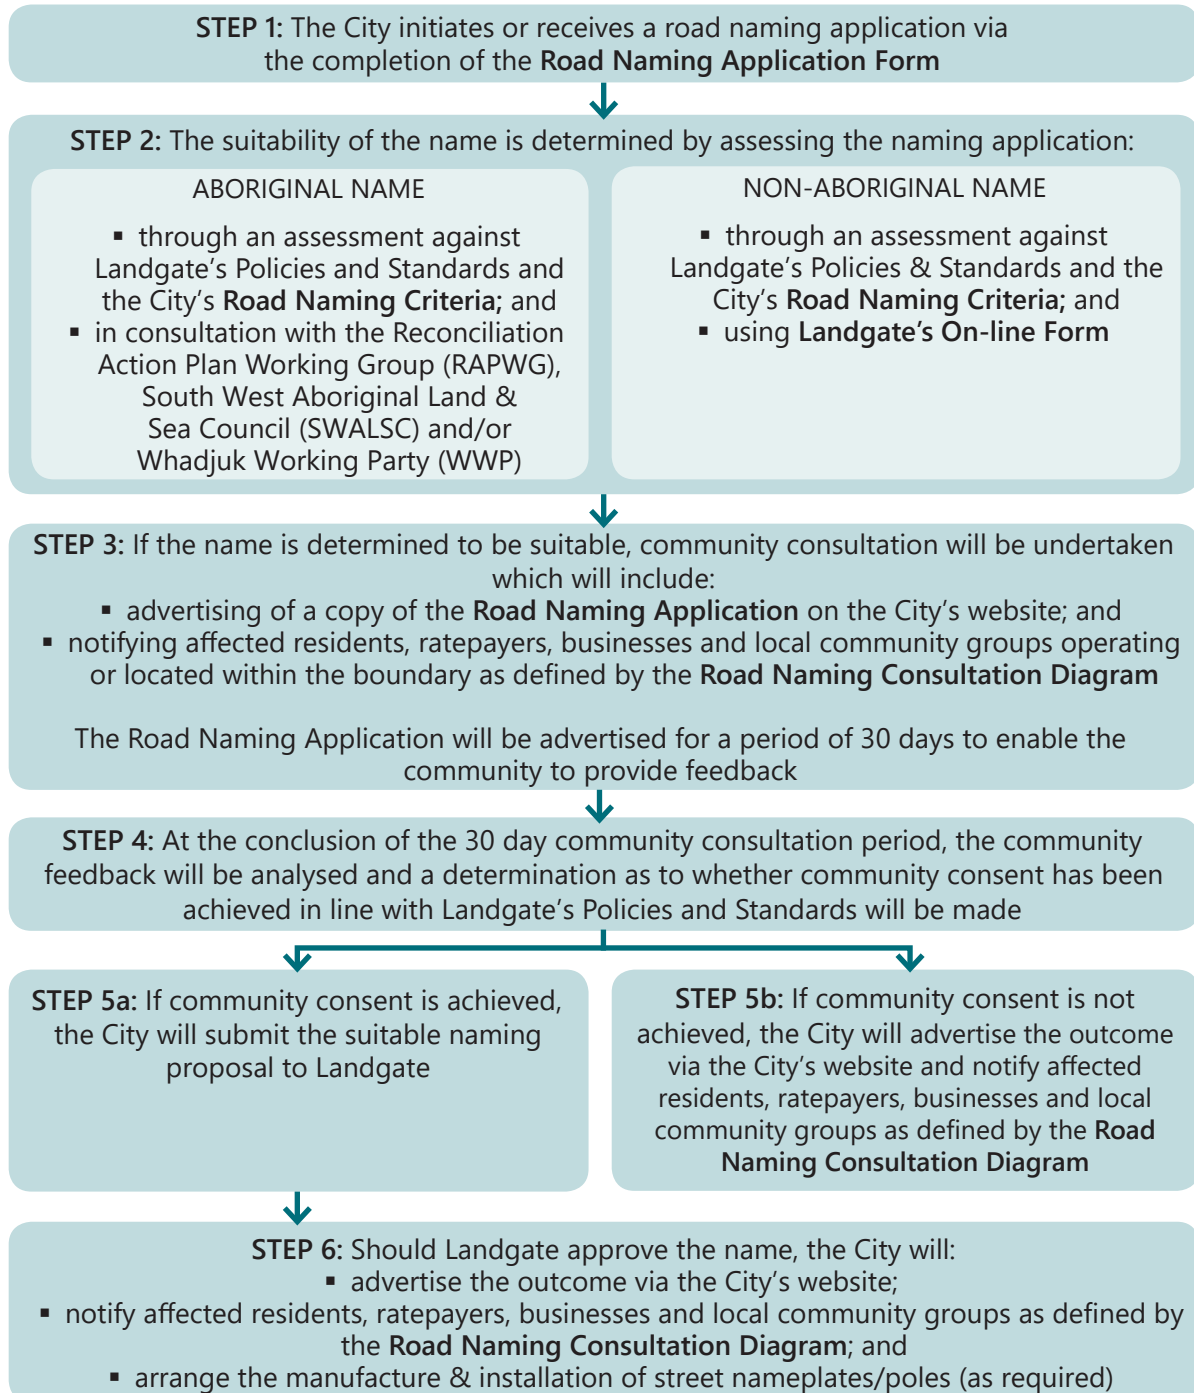 STEP 1: The City initiates or receives a road naming application via
the completion of the Road Naming Application Form
STEP 2: The suitability of the name is determined by assessing the naming application:
ABORIGINAL NAME
▪ through an assessment against
Landgate's Policies and Standards and
the City's Road Naming Criteria; and
▪ in consultation with the Reconciliation
Action Plan Working Group (RAPWG),
South West Aboriginal Land &
Sea Council (SWALSC) and/or
Whadjuk Working Party (WWP)
NON-ABORIGINAL NAME
▪ through an assessment against
Landgate's Policies & Standards and the
City's Road Naming Criteria; and
▪ using Landgate's On-line Form
STEP 3: If the name is determined to be suitable, community consultation will be undertaken
which will include:
▪ advertising of a copy of the Road Naming Application on the City's website; and
▪ notifying affected residents, ratepayers, businesses and local community groups operating
or located within the boundary as defined by the Road Naming Consultation Diagram
The Road Naming Application will be advertised for a period of 30 days to enable the
community to provide feedback
STEP 4: At the conclusion of the 30 day community consultation period, the community
feedback will be analysed and a determination as to whether community consent has been
achieved in line with Landgate's Policies and Standards will be made
STEP 5a: If community consent is achieved,
the City will submit the suitable naming
proposal to Landgate
STEP 5b: If community consent is not
achieved, the City will advertise the outcome
via the City's website and notify affected
residents, ratepayers, businesses and local
community groups as defined by the Road
Naming Consultation Diagram
STEP 6: Should Landgate approve the name, the City will:
▪ advertise the outcome via the City's website;
▪ notify affected residents, ratepayers, businesses and local community groups as defined by
the Road Naming Consultation Diagram; and
▪ arrange the manufacture & installation of street nameplates/poles (as required)